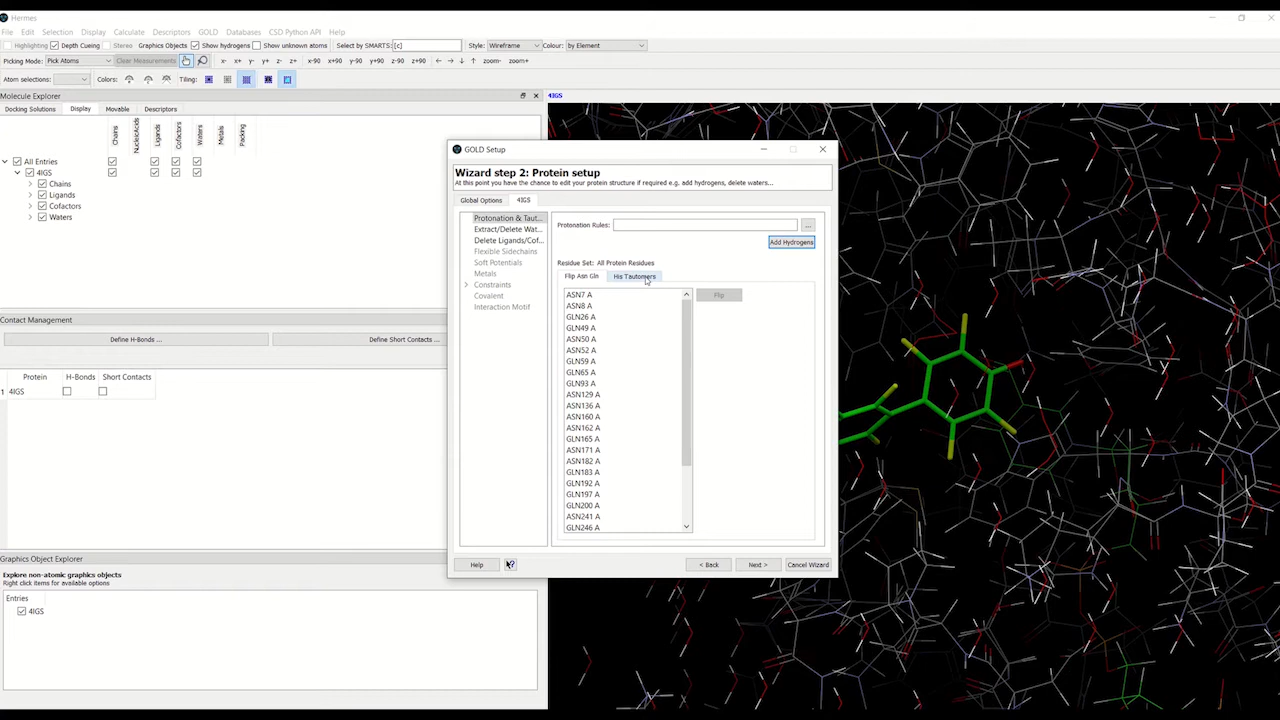 Hermes
File Edit Selection Display Calculate Descriptors GOLD Databases CSD Python API Help
Highlighting Depth Cueing Stereo Graphics Objects Show hydrogens Show unknown atoms Select by SMARTS: [c] Style: Wireframe Colour: by Element
Picking Mode: Pick Atoms Clear Measurements x- x+ y- y+ z- z+ x-90 x+90 y-90 y+90 z-90 z+90 zoom- zoom+
Atom selections: Colors: Tiling:
Molecule Explorer
4IGS
Docking Solutions Display Movable Descriptors
Chains NucleicAcids Ligands Cofactors Waters Metals Packing
All Entries
4IGS
Chains
Ligands
Cofactors
Waters
Contact Management
Define H-Bonds ... Define Short Contacts ...
Protein H-Bonds Short Contacts
1 4IGS
Graphics Object Explorer
Explore non-atomic graphics objects
Right click items for available options
Entries
4IGS
GOLD Setup
Wizard step 2: Protein setup
At this point you have the chance to edit your protein structure if required e.g. add hydrogens, delete waters...
Global Options 4IGS
Protonation & Taut...
Extract/Delete Wat...
Delete Ligands/Cof...
Flexible Sidechains
Soft Potentials
Metals
Constraints
Covalent
Interaction Motif
Protonation Rules: ...
Add Hydrogens
Residue Set: All Protein Residues
Flip Asn Gln His Tautomers
Flip
ASN7 A
ASN8 A
GLN26 A
GLN49 A
ASN50 A
ASN52 A
GLN59 A
GLN65 A
GLN93 A
ASN129 A
ASN136 A
ASN160 A
ASN162 A
GLN165 A
ASN171 A
ASN182 A
GLN183 A
GLN192 A
GLN197 A
GLN200 A
ASN241 A
GLN246 A
Help ? < Back Next > Cancel Wizard